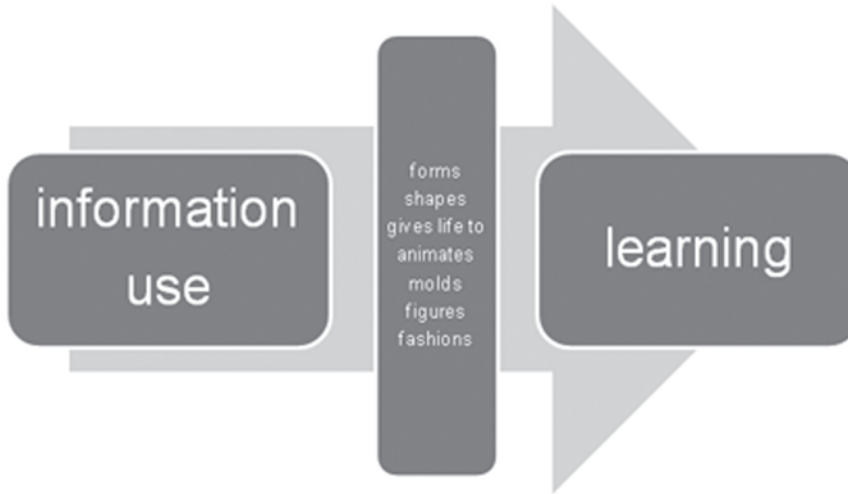 information
use
forms
shapes
gives life to
animates
molds
figures
fashions
learning